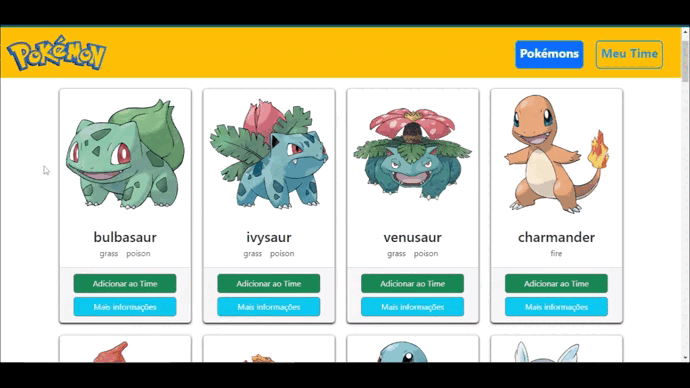 POKéMON
Pokémons
Meu Time
bulbasaur
ivysaur
venusaur
charmander
grass poison
grass poison
grass poison
fire
Adicionar ao Time
Adicionar ao Time
Adicionar ao Time
Adicionar ao Time
Mais informações
Mais informações
Mais informações
Mais informações